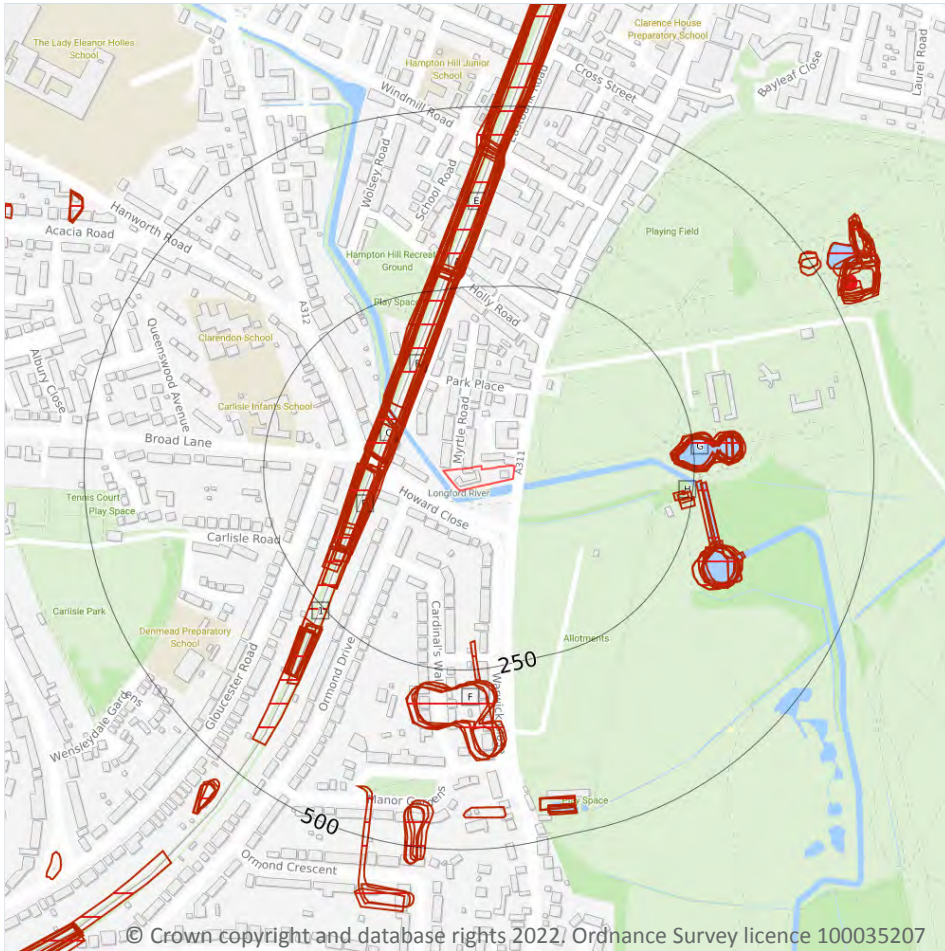 The Lady Eleanor Holles
School
Clarence House
Preparatory School
Laurel Road
Bayleaf Close
Hampton Hill Junior
School
Cross Street
Windmill Road
Eastbank Road
Wolsey Road
School Road
E
Hanworth Road
Acacia Road
Playing Field
Hampton Hill Recreation
Ground
A312
Play Space
Holly Road
Queenswood Avenue
Clarendon School
Albury Close
Park Place
Carlisle Infants School
Myrtle Road
Broad Lane
A311
G
H
Longford River
Howard Close
Tennis Court
Play Space
Carlisle Road
Carlisle Park
Denmead Preparatory
School
Gloucester Road
Ormond Drive
Cardinal's Walk
Allotments
250
F
Wensleydale Gardens
Manor Gardens
Play Space
500
Ormond Crescent
© Crown copyright and database rights 2022. Ordnance Survey licence 100035207